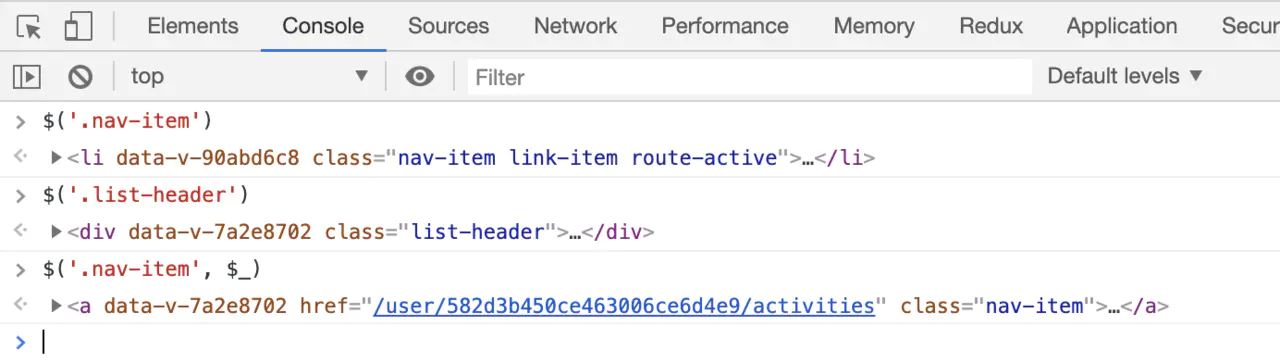 Elements Console Sources Network Performance Memory Redux Application Secur
top Filter Default levels
$('.nav-item')
<li data-v-90abd6c8 class="nav-item link-item route-active">…</li>
$('.list-header')
<div data-v-7a2e8702 class="list-header">…</div>
$('.nav-item', $_)
<a data-v-7a2e8702 href="/user/582d3b450ce463006ce6d4e9/activities" class="nav-item">…</a>